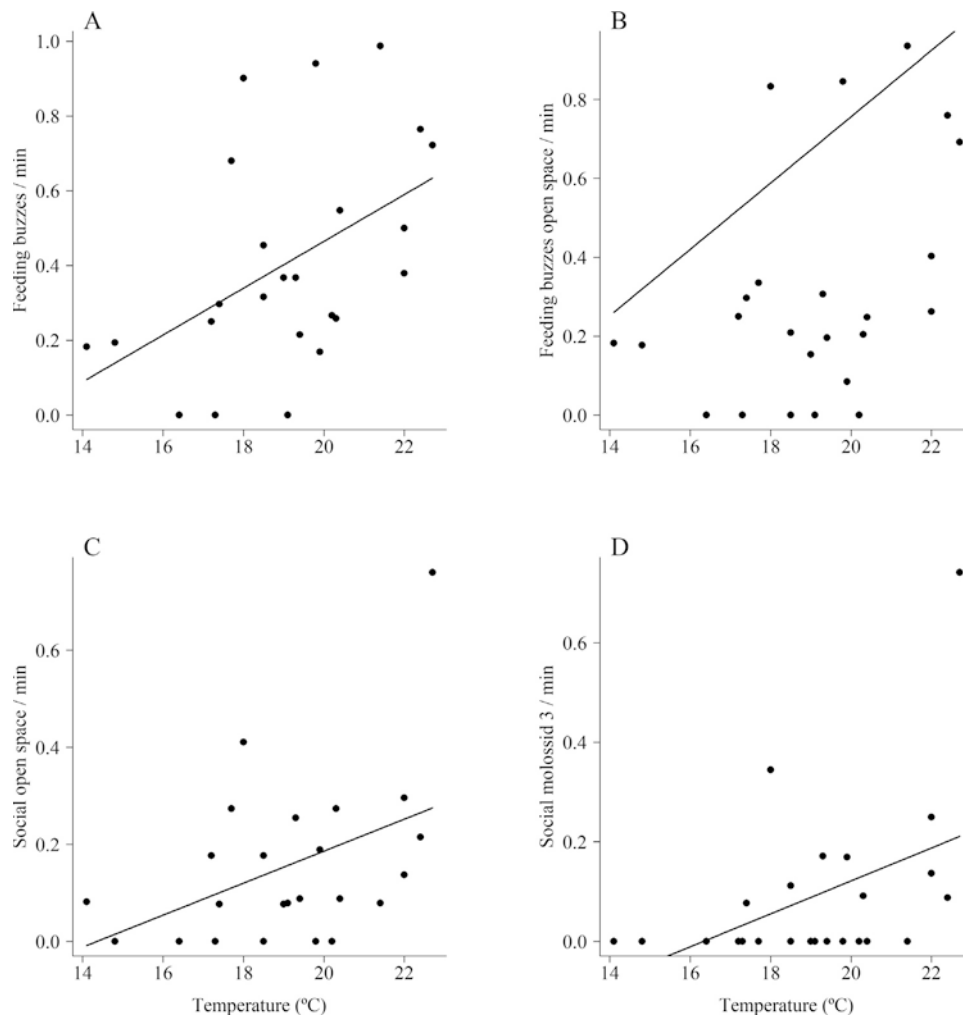 A
B
Feeding buzzes / min
1.0
0.8
0.6
0.4
0.2
0.0
14 16 18 20 22
Feeding buzzes open space / min
0.8
0.6
0.4
0.2
0.0
14 16 18 20 22
C
D
Social open space / min
0.6
0.4
0.2
0.0
14 16 18 20 22
Temperature (ºC)
Social molossid 3 / min
0.6
0.4
0.2
0.0
14 16 18 20 22
Temperature (ºC)